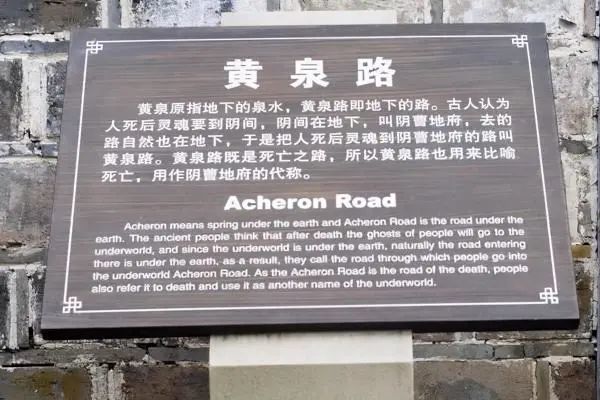 黄泉路
黄泉原指地下的泉水，黄泉路即地下的路。古人认为
人死后灵魂要到阴间，阴间在地下，叫阴曹地府，去的
路自然也在地下，于是把人死后灵魂到阴曹地府的路叫
黄泉路。黄泉路既是死亡之路，所以黄泉路也用来比喻
死亡，用作阴曹地府的代称。
Acheron Road
Acheron means spring under the earth and Acheron Road is the road under the
earth. The ancient people think that after death the ghosts of people will go to the
underworld, and since the underworld is under the earth, naturally the road entering
there is under the earth, as a result, they call the road through which people go into
the underworld Acheron Road. As the Acheron Road is the road of the death, people
also refer it to death and use it as another name of the underworld.